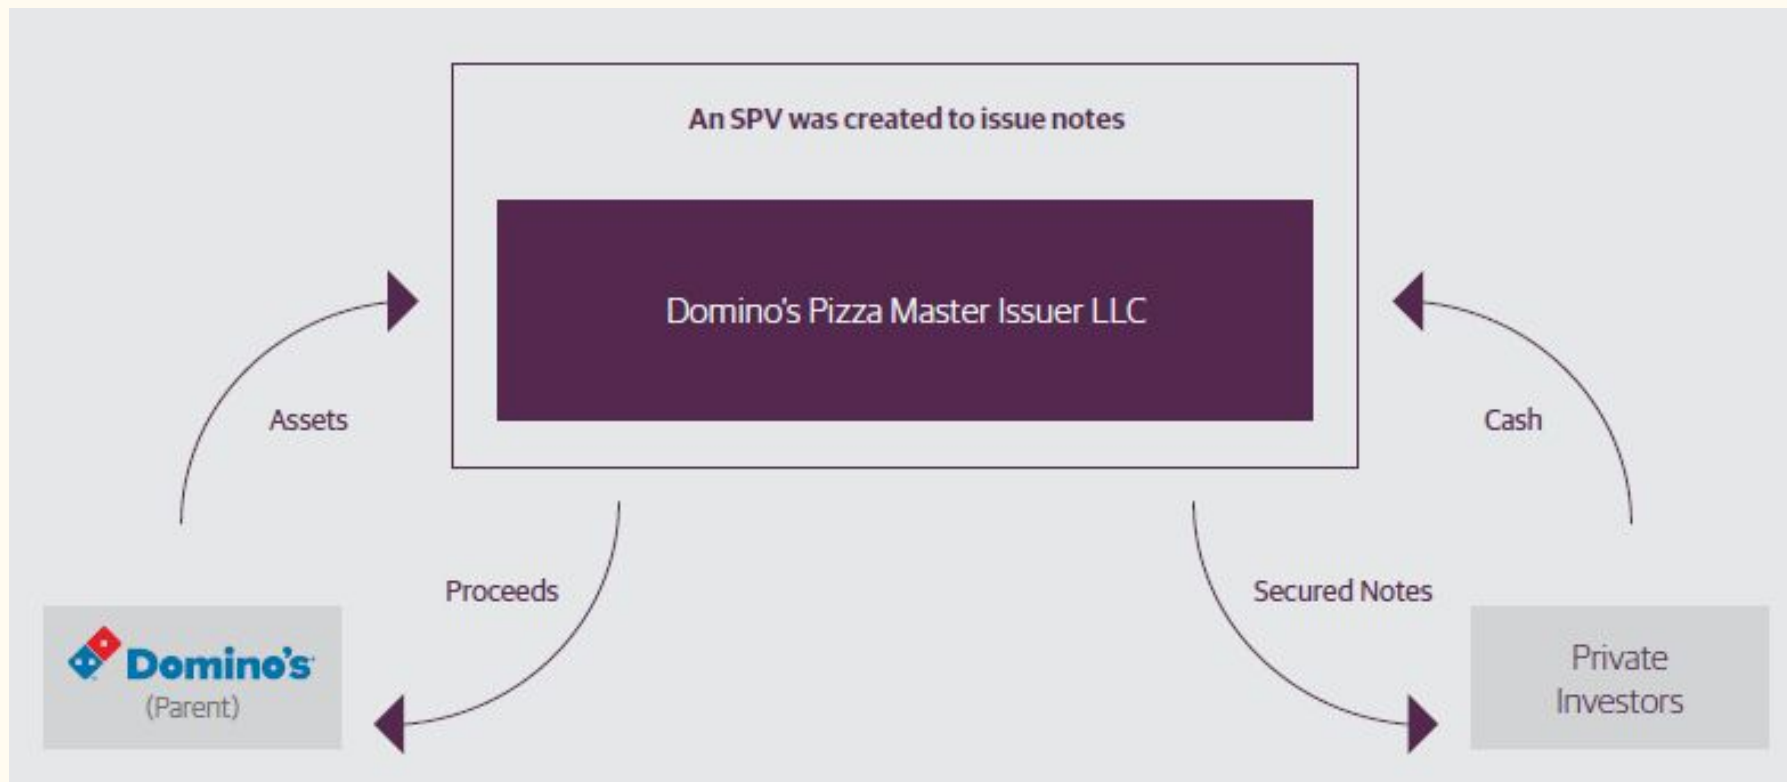 An SPV was created to issue notes
Domino's Pizza Master Issuer LLC
Assets
Cash
Proceeds
Secured Notes
Domino's
(Parent)
Private
Investors